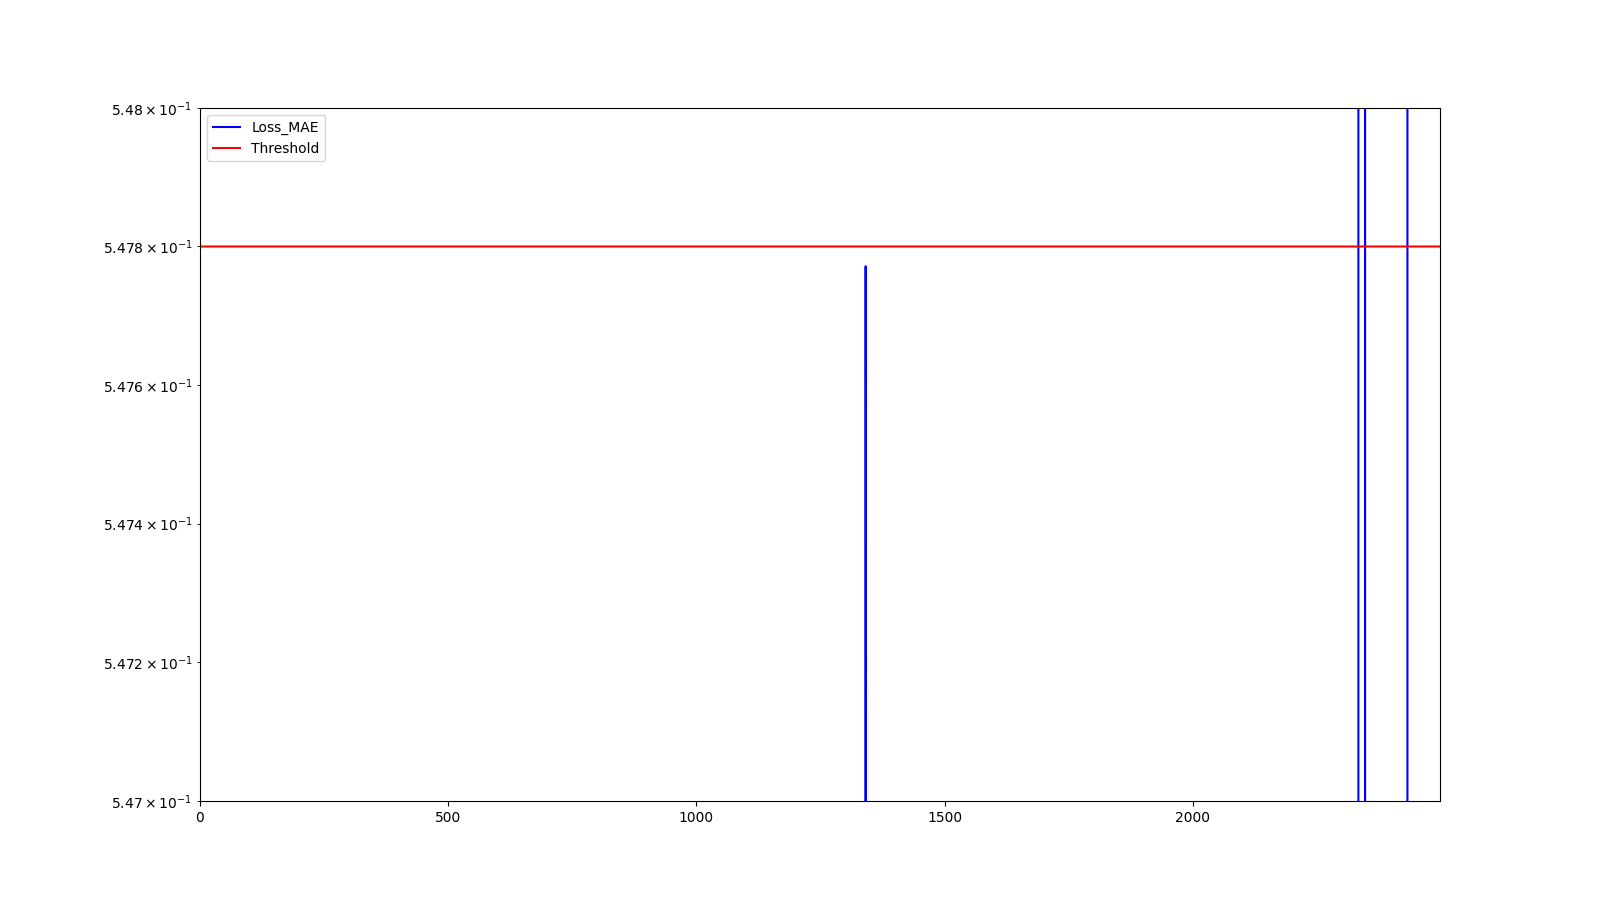 5.48 × 10⁻¹
Loss_MAE
Threshold
5.478 × 10⁻¹
5.476 × 10⁻¹
5.474 × 10⁻¹
5.472 × 10⁻¹
5.47 × 10⁻¹
0 500 1000 1500 2000